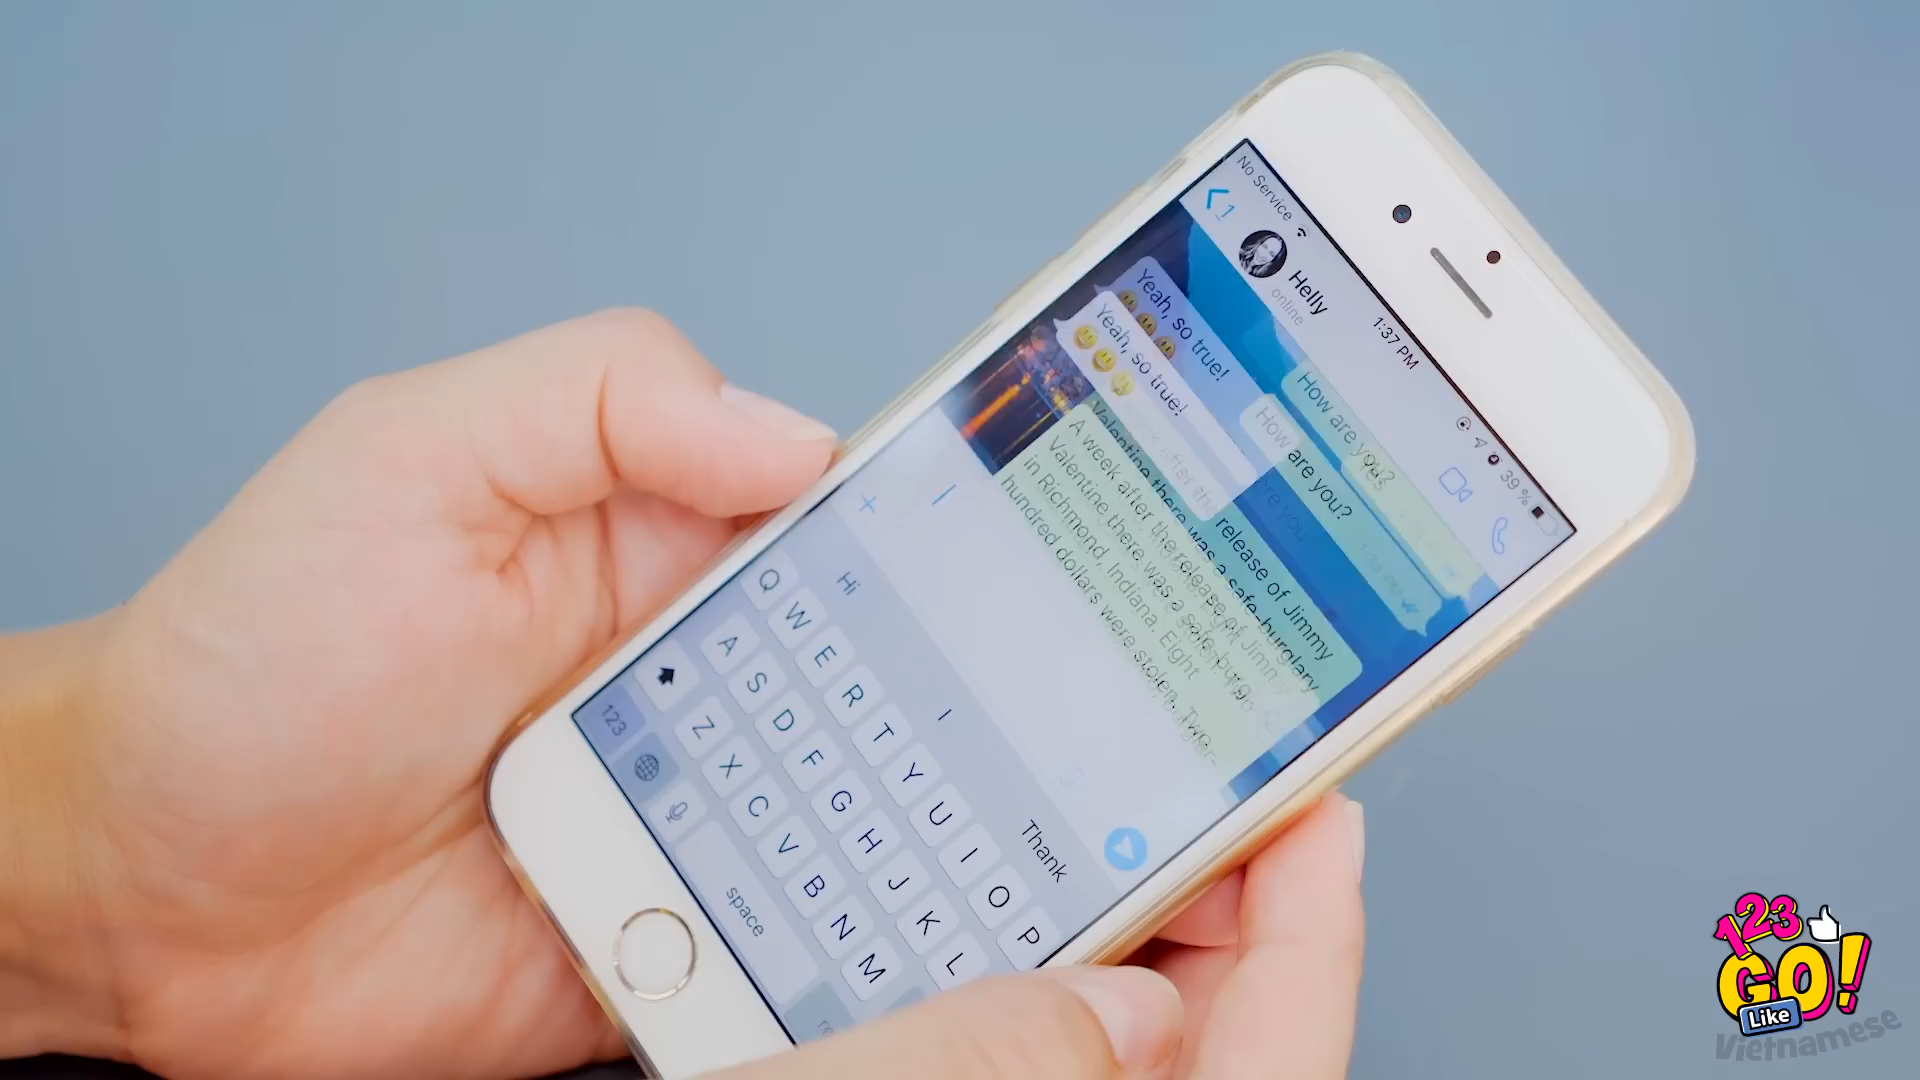 No Service
1:37 PM
39 %
1
Helly
online
How are you?
Yes
Yeah, so true!
How are you?
Yeah, so true!
release of Jimmy
Valentine there was a safe-burglary
A week after the release of Jimmy
Valentine there was a safe-burg
in Richmond, Indiana. Eight
hundred dollars were stolen. Two
Hi
I
Thank
Q W E R T Y U I O P
A S D F G H J K L
Z X C V B N M
123
space
123
GO!
Like
Vietnamese